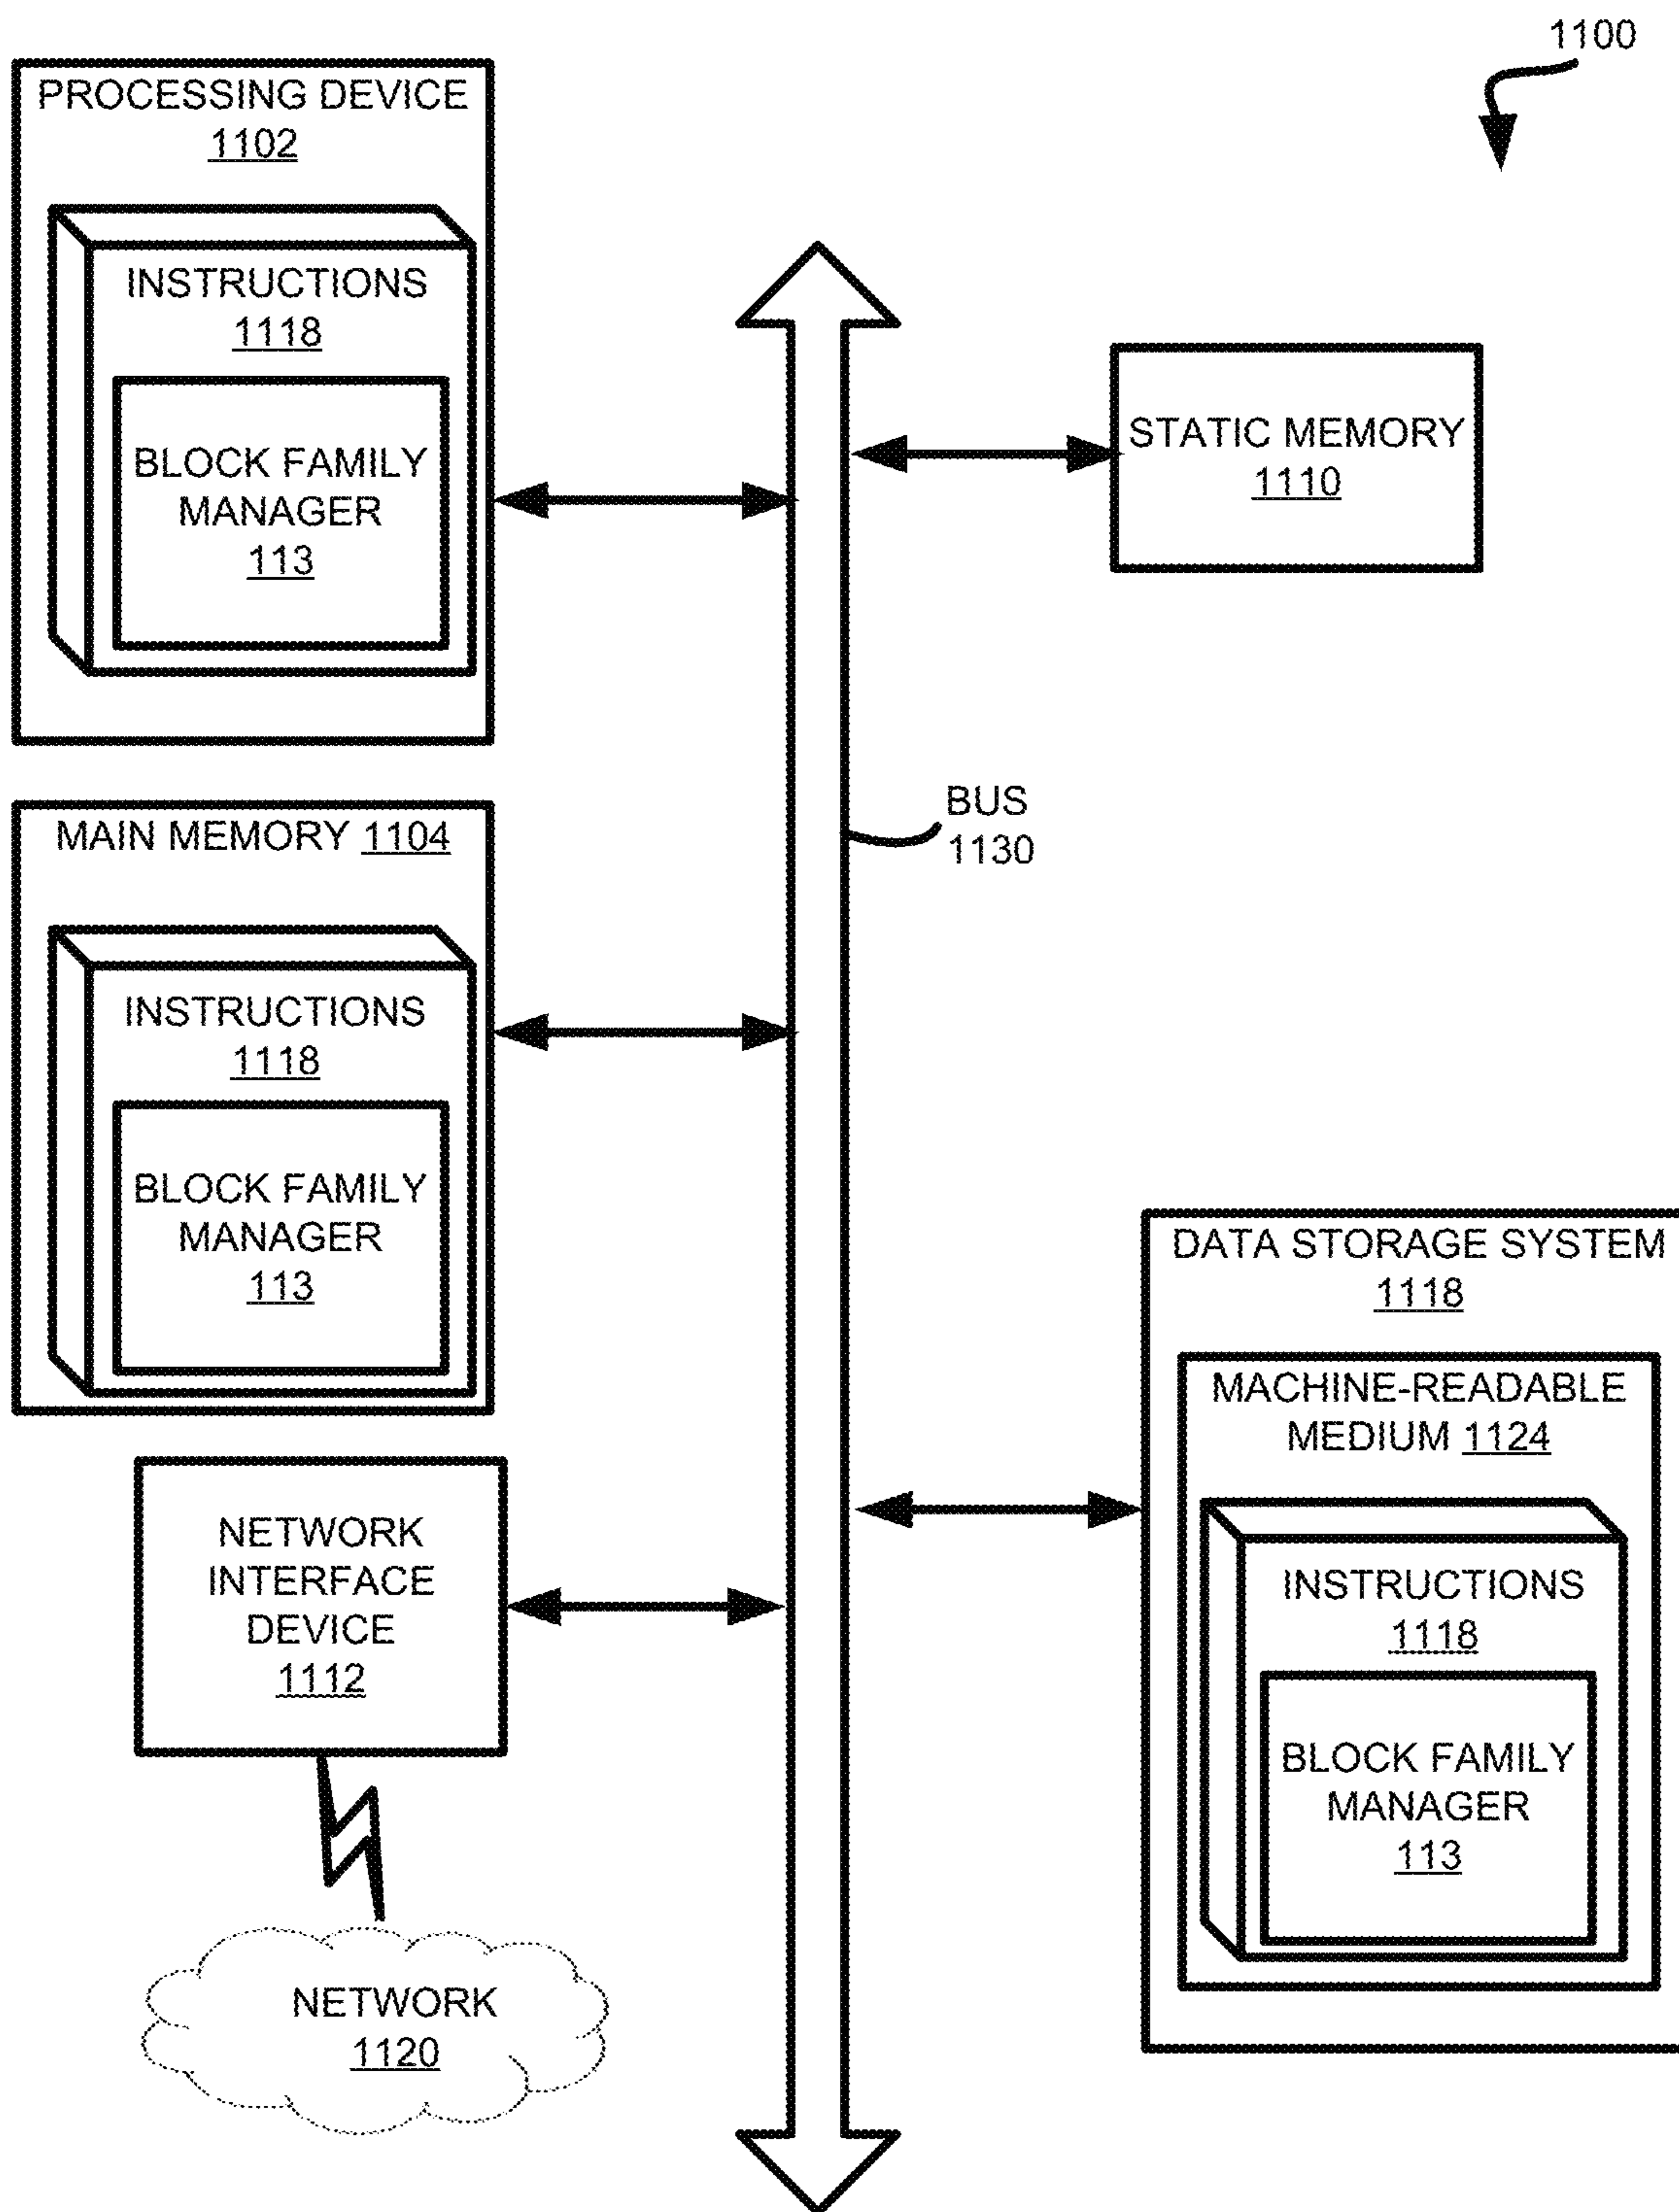 1100
PROCESSING DEVICE
1102
INSTRUCTIONS
1118
BLOCK FAMILY
MANAGER
113
STATIC MEMORY
1110
BUS
1130
MAIN MEMORY 1104
INSTRUCTIONS
1118
BLOCK FAMILY
MANAGER
113
DATA STORAGE SYSTEM
1118
MACHINE-READABLE
MEDIUM 1124
INSTRUCTIONS
1118
BLOCK FAMILY
MANAGER
113
NETWORK
INTERFACE
DEVICE
1112
NETWORK
1120